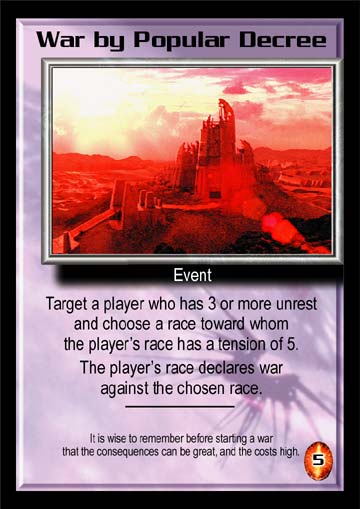 War by Popular Decree
Event
Target a player who has 3 or more unrest
and choose a race toward whom
the player's race has a tension of 5.
The player's race declares war
against the chosen race.
It is wise to remember before starting a war
that the consequences can be great, and the costs high.
5